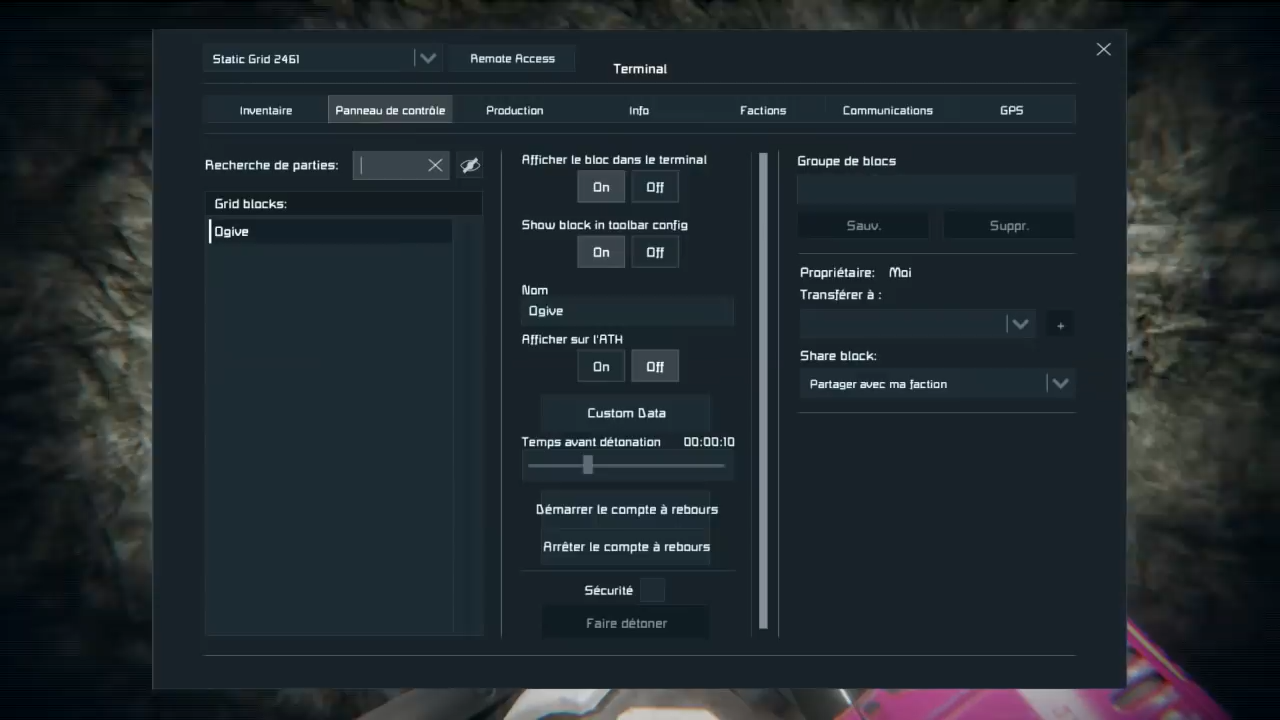 Static Grid 2461
Remote Access
Terminal
Inventaire
Panneau de contrôle
Production
Info
Factions
Communications
GPS
Recherche de parties:
Grid blocks:
Ogive
Afficher le bloc dans le terminal
On
Off
Show block in toolbar config
On
Off
Nom
Ogive
Afficher sur l'ATH
On
Off
Custom Data
Temps avant détonation 00:00:10
Démarrer le compte à rebours
Arrêter le compte à rebours
Sécurité
Faire détoner
Groupe de blocs
Sauv.
Suppr.
Propriétaire: Moi
Transférer à :
+
Share block:
Partager avec ma faction